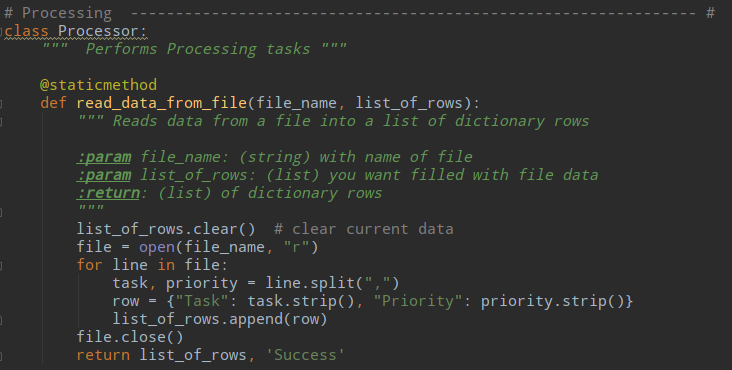 # Processing  --------------------------------------------------------------- #
class Processor:
    """  Performs Processing tasks """

    @staticmethod
    def read_data_from_file(file_name, list_of_rows):
        """ Reads data from a file into a list of dictionary rows

        :param file_name: (string) with name of file
        :param list_of_rows: (list) you want filled with file data
        :return: (list) of dictionary rows
        """
        list_of_rows.clear()  # clear current data
        file = open(file_name, "r")
        for line in file:
            task, priority = line.split(",")
            row = {"Task": task.strip(), "Priority": priority.strip()}
            list_of_rows.append(row)
        file.close()
        return list_of_rows, 'Success'